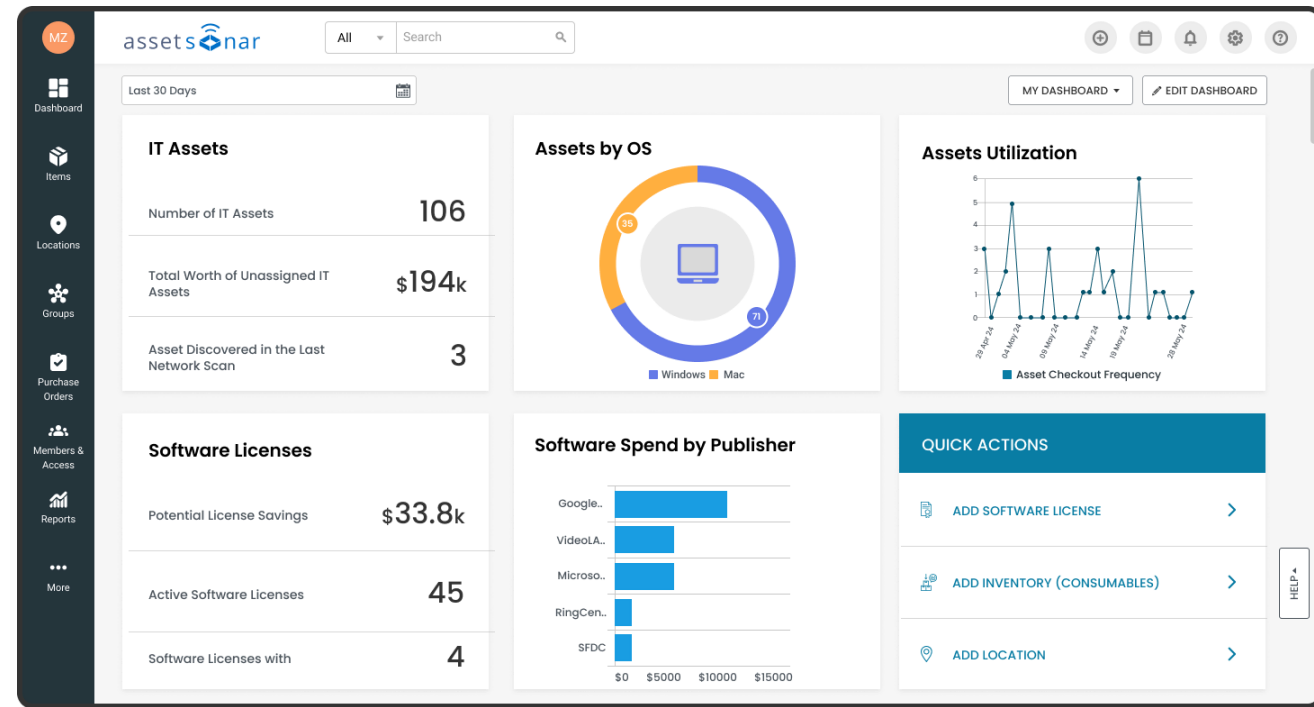 MZ
assetsonar
All
Search
Last 30 Days
MY DASHBOARD
EDIT DASHBOARD
Dashboard
Items
Locations
Groups
Purchase
Orders
Members &
Access
Reports
More
IT Assets
Number of IT Assets
106
Total Worth of Unassigned IT
Assets
$194k
Asset Discovered in the Last
Network Scan
3
Assets by OS
35
71
Windows
Mac
Assets Utilization
6
5
4
3
2
1
0
29 Apr 24
04 May 24
09 May 24
14 May 24
19 May 24
28 May 24
Asset Checkout Frequency
Software Licenses
Potential License Savings
$33.8k
Active Software Licenses
45
Software Licenses with
4
Software Spend by Publisher
Google..
VideoLA..
Microso..
RingCen..
SFDC
$0
$5000
$10000
$15000
QUICK ACTIONS
ADD SOFTWARE LICENSE
ADD INVENTORY (CONSUMABLES)
ADD LOCATION
HELP